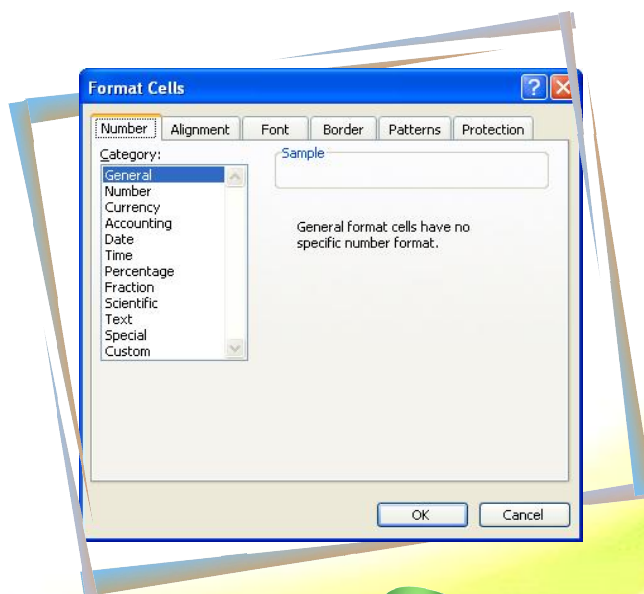 Format Cells
Number Alignment Font Border Patterns Protection
Category:
General
Number
Currency
Accounting
Date
Time
Percentage
Fraction
Scientific
Text
Special
Custom
Sample
General format cells have no
specific number format.
OK Cancel